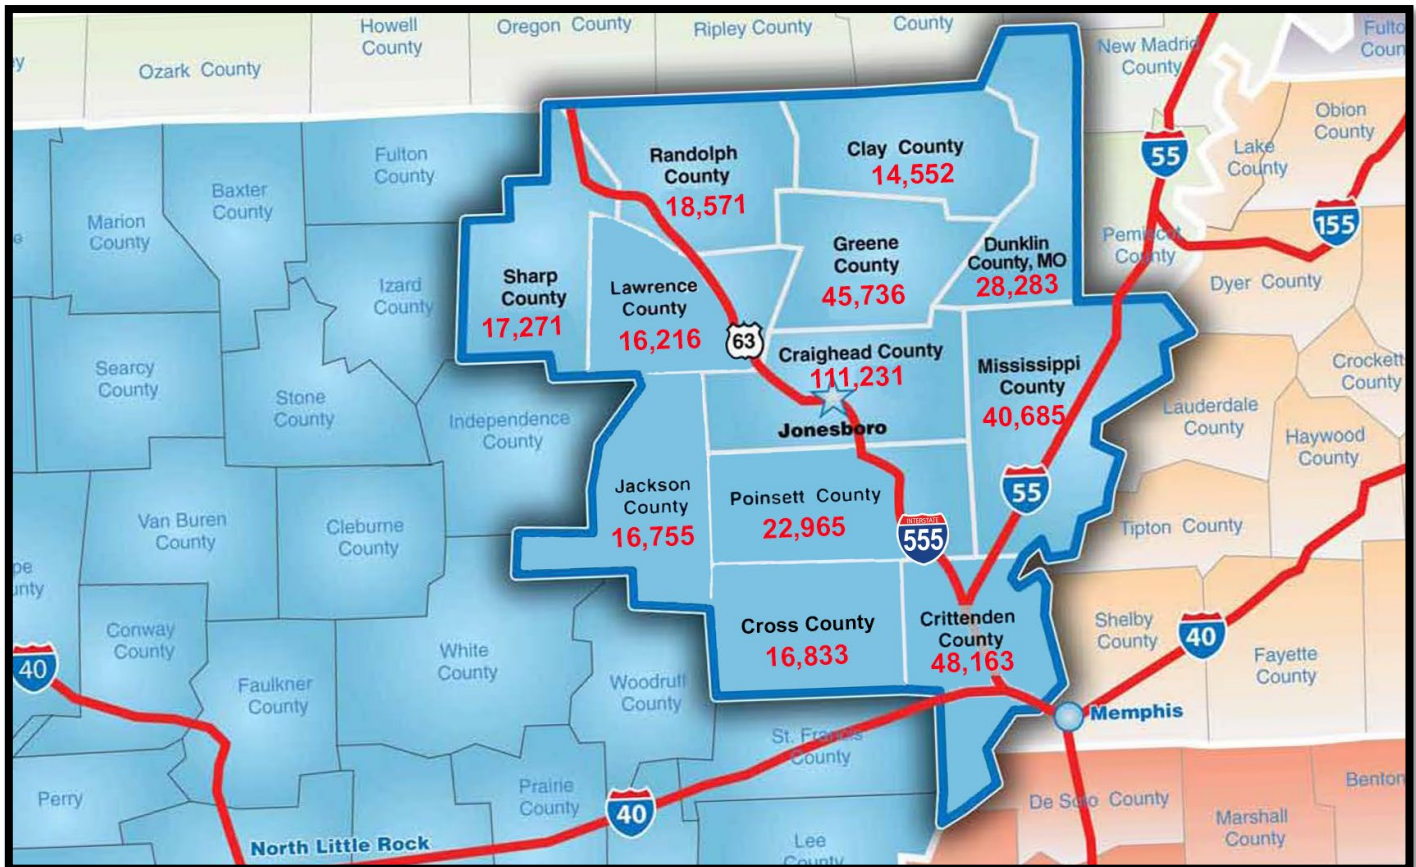 Howell
County
Oregon County
Ripley County
County
Fulto
Coun
New Madrid
County
ey
Ozark County
Obion
County
Lake
County
55
Fulton
County
Randolph
County
18,571
Clay County
14,552
Baxter
County
Marion
County
e
155
Pemiscot
County
Greene
County
45,736
Dunklin
County, MO
28,283
Dyer County
Sharp
County
17,271
Izard
County
Lawrence
County
16,216
63
Craighead County
111,231
Jonesboro
Mississippi
County
40,685
Searcy
County
Stone
County
Independence
County
Crockett
County
Lauderdale
County
Haywood
County
Jackson
County
16,755
Poinsett County
22,965
INTERSTATE
555
55
Van Buren
County
Cleburne
County
Tipton County
pe
unty
Cross County
16,833
Crittenden
County
48,163
Shelby
County
40
Conway
County
40
White
County
Fayette
County
Faulkner
County
Woodruff
County
Memphis
St. Francis
County
Perry
Prairie
County
40
De Soto County
Benton
Marshall
County
North Little Rock
Lee
County